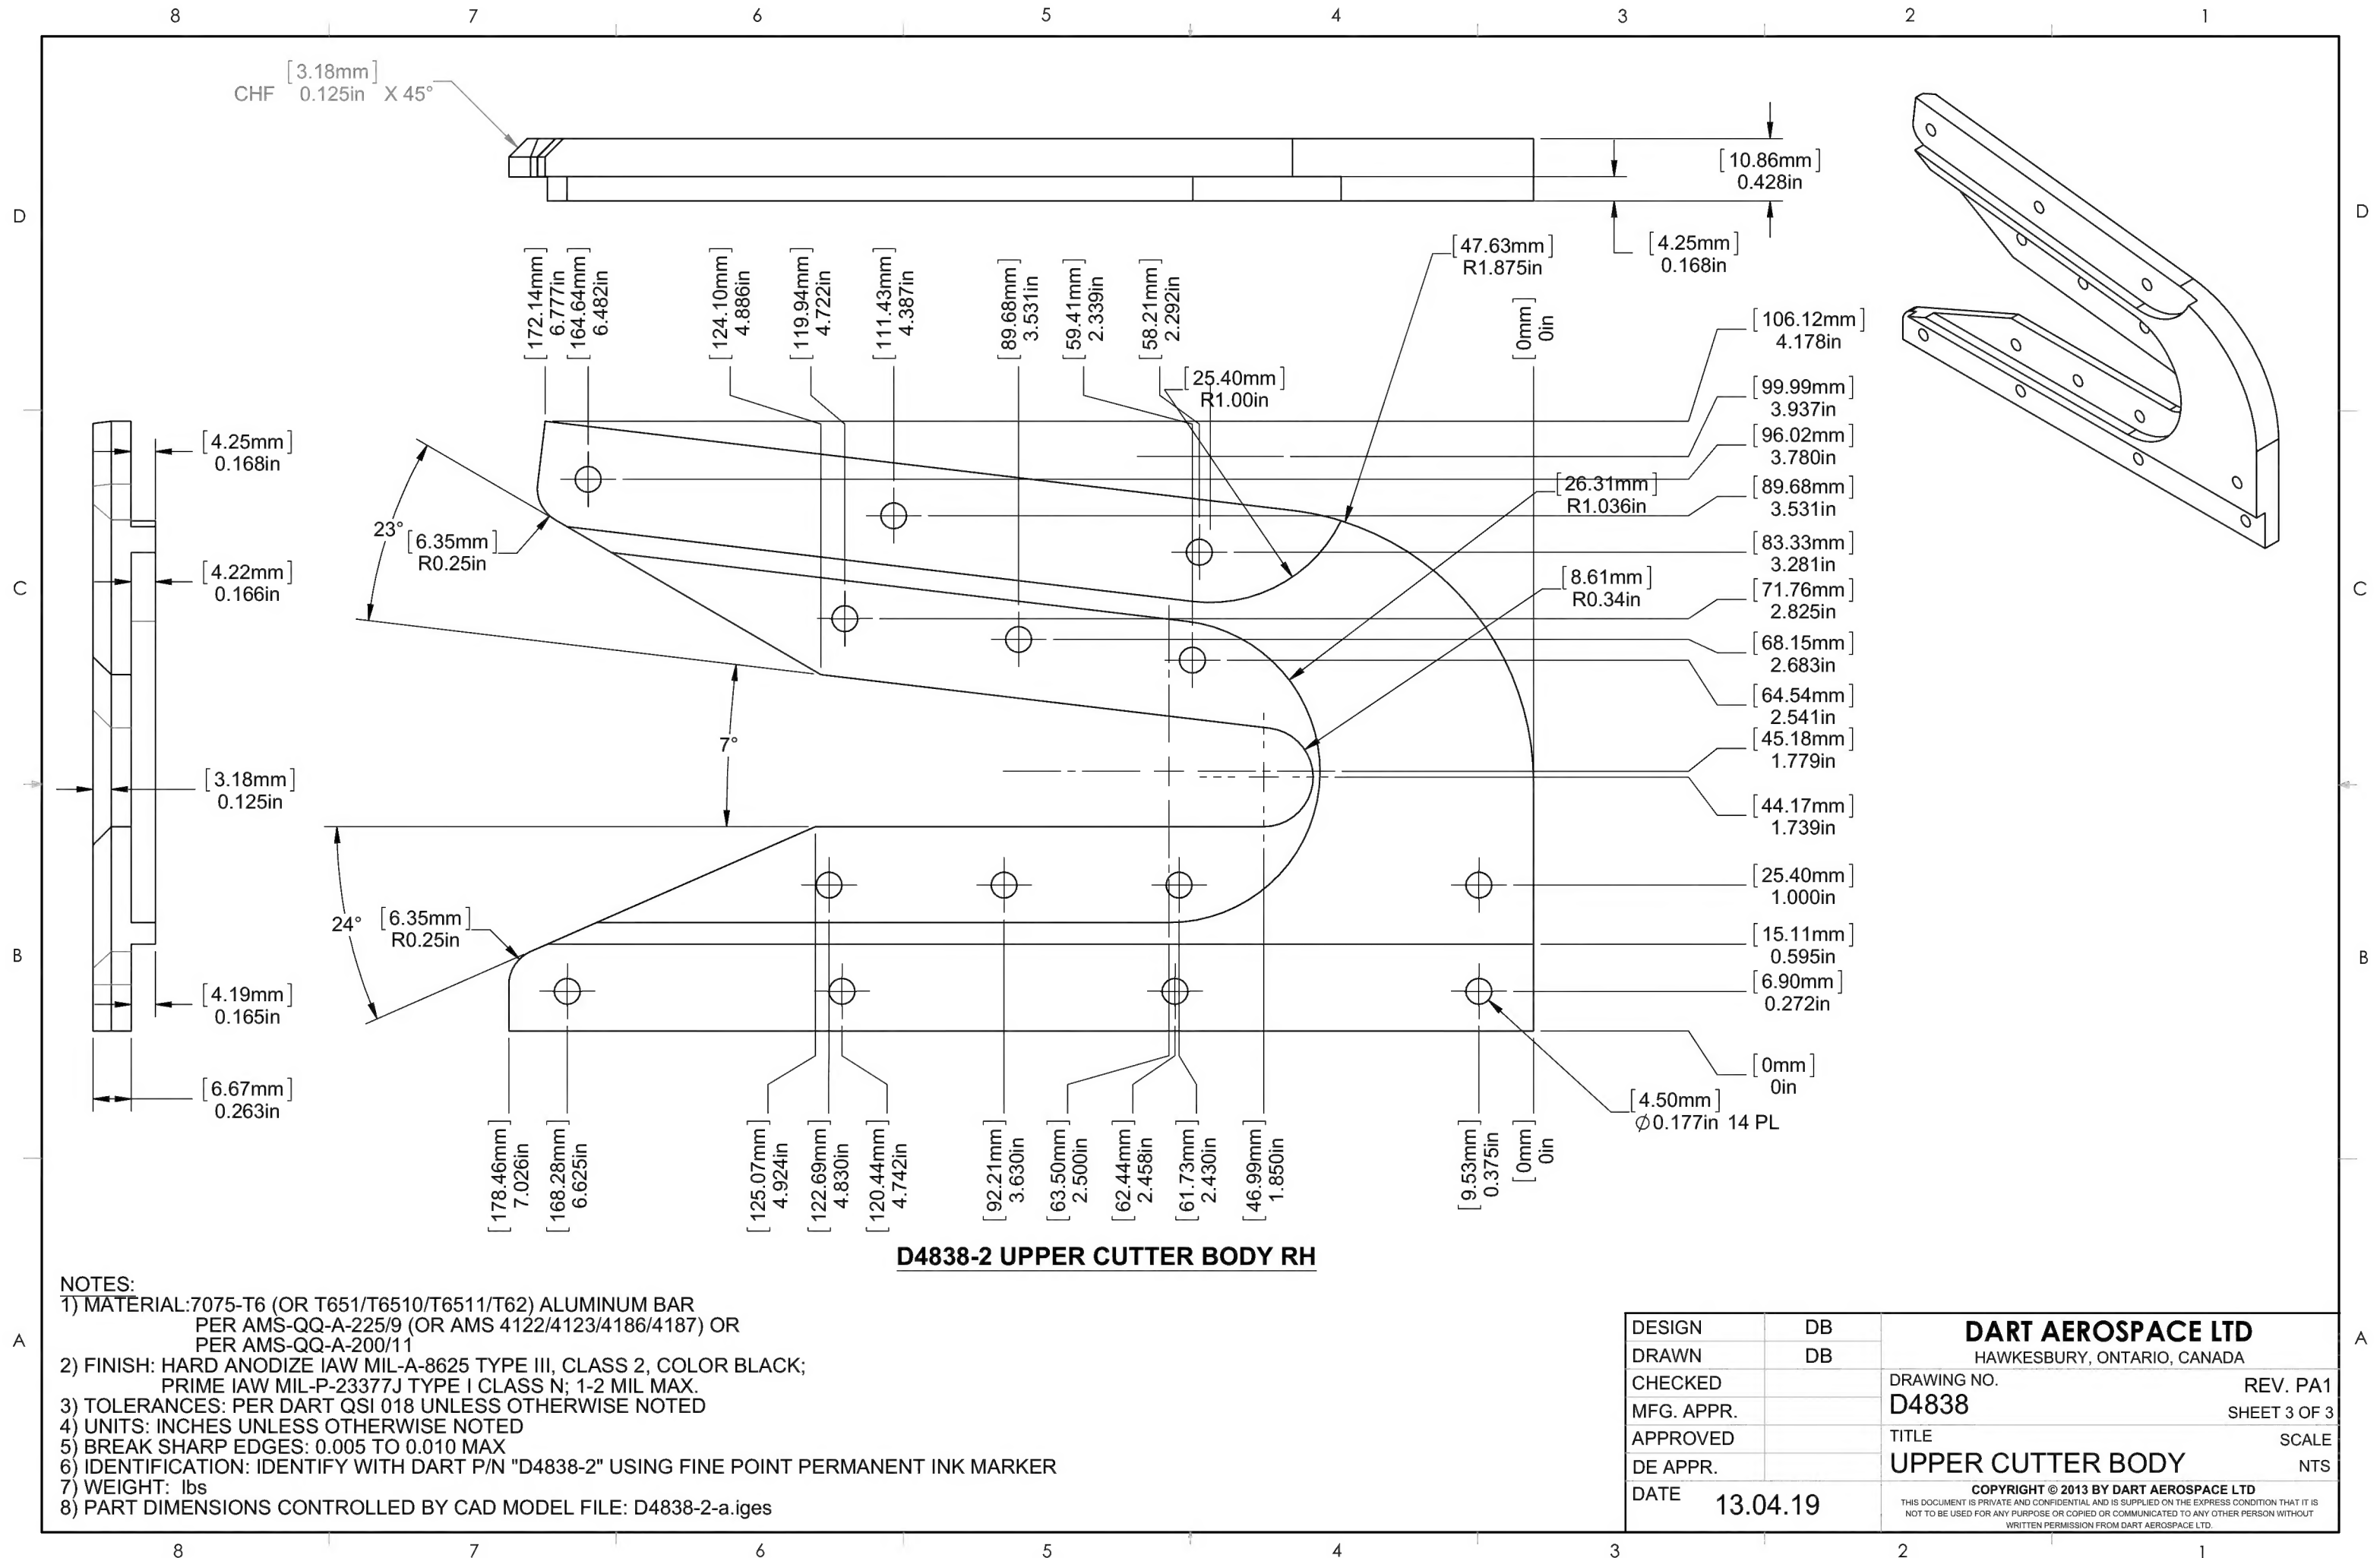 8 7 6 5 4 3 2 1
[3.18mm]
CHF 0.125in X 45°
[10.86mm]
0.428in
D
D
[4.25mm]
0.168in
[47.63mm]
R1.875in
[172.14mm]
6.777in
[164.64mm]
6.482in
[124.10mm]
4.886in
[119.94mm]
4.722in
[111.43mm]
4.387in
[89.68mm]
3.531in
[59.41mm]
2.339in
[58.21mm]
2.292in
[0mm]
0in
[25.40mm]
R1.00in
[106.12mm]
4.178in
[99.99mm]
3.937in
[96.02mm]
3.780in
[89.68mm]
3.531in
[83.33mm]
3.281in
[71.76mm]
2.825in
[68.15mm]
2.683in
[64.54mm]
2.541in
[45.18mm]
1.779in
[44.17mm]
1.739in
[25.40mm]
1.000in
[15.11mm]
0.595in
[6.90mm]
0.272in
[0mm]
0in
[4.25mm]
0.168in
[4.22mm]
0.166in
[3.18mm]
0.125in
[4.19mm]
0.165in
[6.67mm]
0.263in
23°
[6.35mm]
R0.25in
[26.31mm]
R1.036in
[8.61mm]
R0.34in
C
C
7°
24°
[6.35mm]
R0.25in
B
B
[4.50mm]
⌀0.177in 14 PL
[178.46mm]
7.026in
[168.28mm]
6.625in
[125.07mm]
4.924in
[122.69mm]
4.830in
[120.44mm]
4.742in
[92.21mm]
3.630in
[63.50mm]
2.500in
[62.44mm]
2.458in
[61.73mm]
2.430in
[46.99mm]
1.850in
[9.53mm]
0.375in
[0mm]
0in
D4838-2 UPPER CUTTER BODY RH
NOTES:
1) MATERIAL:7075-T6 (OR T651/T6510/T6511/T62) ALUMINUM BAR
PER AMS-QQ-A-225/9 (OR AMS 4122/4123/4186/4187) OR
PER AMS-QQ-A-200/11
2) FINISH: HARD ANODIZE IAW MIL-A-8625 TYPE III, CLASS 2, COLOR BLACK;
PRIME IAW MIL-P-23377J TYPE I CLASS N; 1-2 MIL MAX.
3) TOLERANCES: PER DART QSI 018 UNLESS OTHERWISE NOTED
4) UNITS: INCHES UNLESS OTHERWISE NOTED
5) BREAK SHARP EDGES: 0.005 TO 0.010 MAX
6) IDENTIFICATION: IDENTIFY WITH DART P/N "D4838-2" USING FINE POINT PERMANENT INK MARKER
7) WEIGHT: lbs
8) PART DIMENSIONS CONTROLLED BY CAD MODEL FILE: D4838-2-a.iges
A
A
DESIGN DB
DRAWN DB
CHECKED
MFG. APPR.
APPROVED
DE APPR.
DATE 13.04.19
DART AEROSPACE LTD
HAWKESBURY, ONTARIO, CANADA
DRAWING NO. REV. PA1
D4838 SHEET 3 OF 3
TITLE SCALE
UPPER CUTTER BODY NTS
COPYRIGHT © 2013 BY DART AEROSPACE LTD
THIS DOCUMENT IS PRIVATE AND CONFIDENTIAL AND IS SUPPLIED ON THE EXPRESS CONDITION THAT IT IS
NOT TO BE USED FOR ANY PURPOSE OR COPIED OR COMMUNICATED TO ANY OTHER PERSON WITHOUT
WRITTEN PERMISSION FROM DART AEROSPACE LTD.
8 7 6 5 4 3 2 1